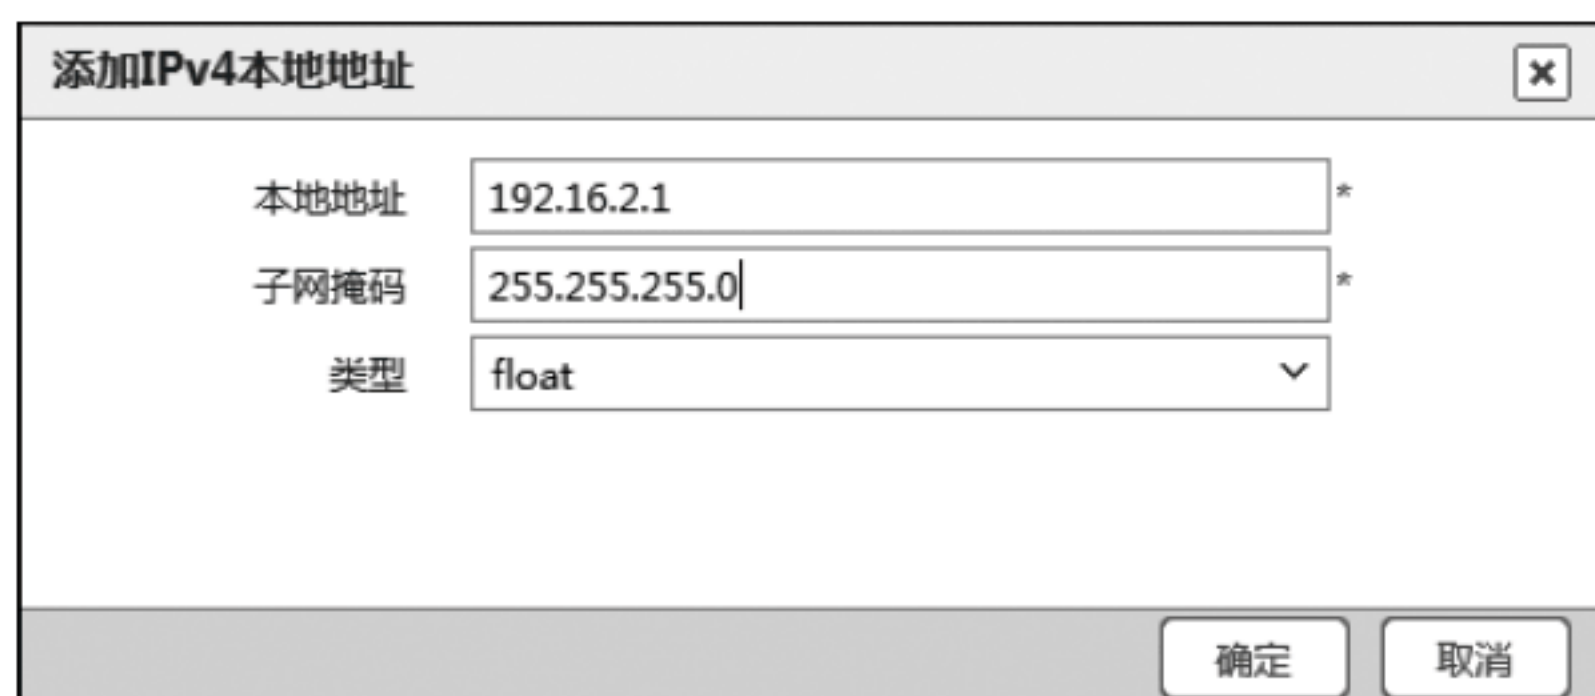 添加IPv4本地地址
本地地址 192.16.2.1 *
子网掩码 255.255.255.0 *
类型 float
确定 取消